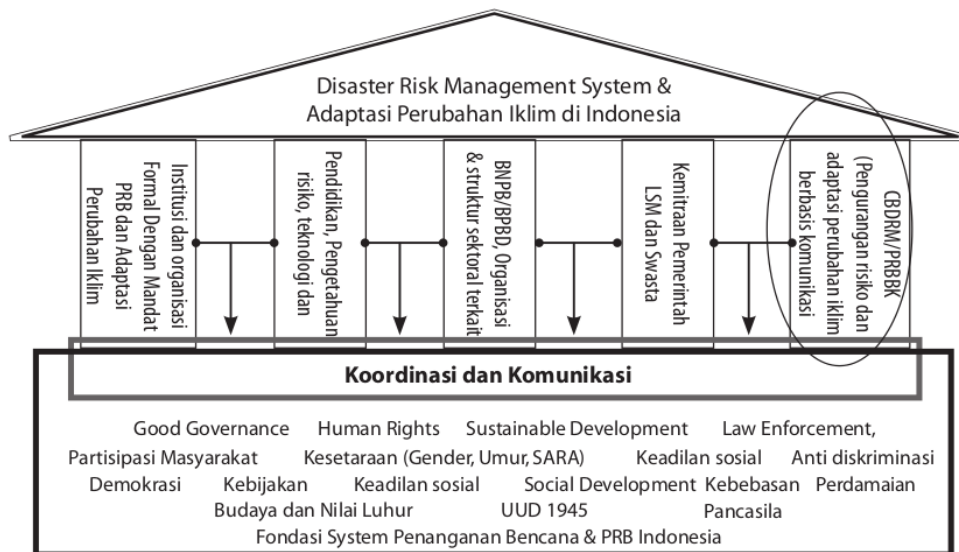 Disaster Risk Management System &
Adaptasi Perubahan Iklim di Indonesia
Institusi dan organisasi
Formal Dengan Mandat
PRB dan Adaptasi
Perubahan Iklim
Pendidikan, Pengetahuan
risiko, teknologi dan
BNPB/BPBD, Organisasi
& struktur sektoral terkait
Kemitraan Pemerintah
LSM dan Swasta
CBDRM/PRBBK
(Pengurangan risiko dan
adaptasi perubahan iklim
berbasis komunikasi
Koordinasi dan Komunikasi
Good Governance Human Rights Sustainable Development Law Enforcement,
Partisipasi Masyarakat Kesetaraan (Gender, Umur, SARA) Keadilan sosial Anti diskriminasi
Demokrasi Kebijakan Keadilan sosial Social Development Kebebasan Perdamaian
Budaya dan Nilai Luhur UUD 1945 Pancasila
Fondasi System Penanganan Bencana & PRB Indonesia